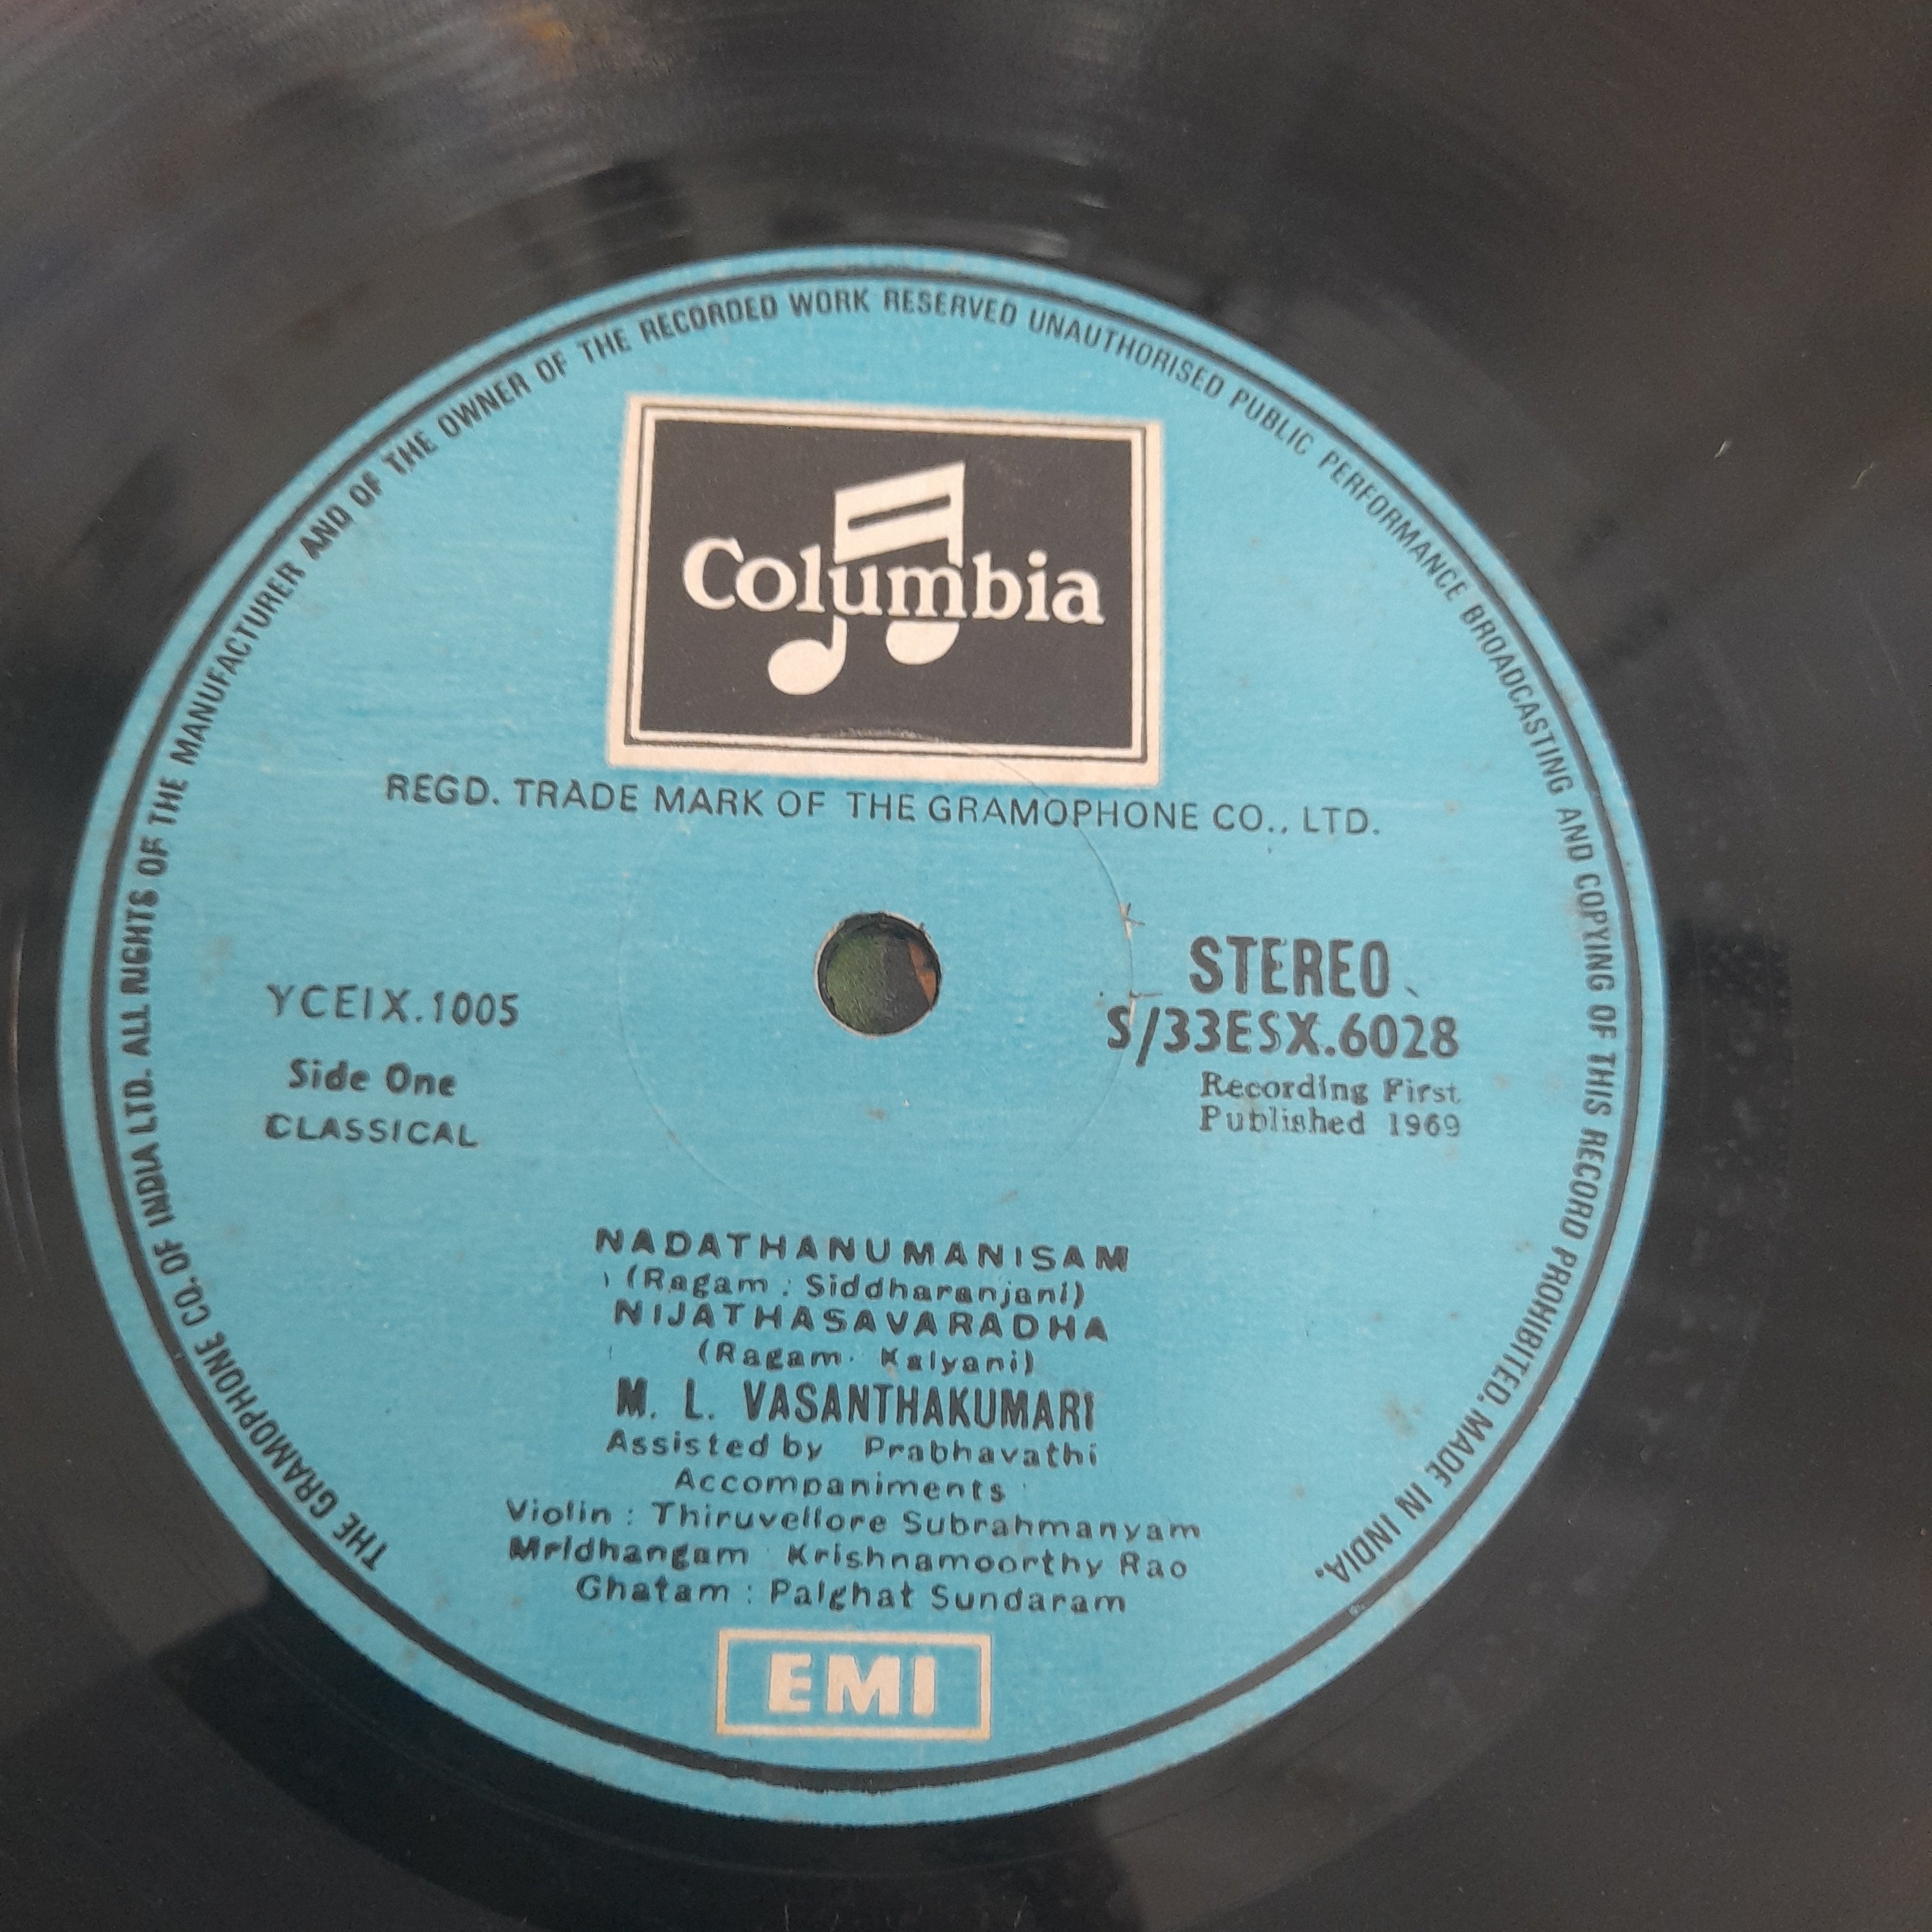 THE GRAMOPHONE CO. OF INDIA LTD. ALL RIGHTS OF THE MANUFACTURER AND OF THE OWNER OF THE RECORDED WORK RESERVED UNAUTHORISED PUBLIC PERFORMANCE BROADCASTING AND COPYING OF THIS RECORD PROHIBITED. MADE IN INDIA.
Columbia
REGD. TRADE MARK OF THE GRAMOPHONE CO., LTD.
YCEIX.1005
Side One
CLASSICAL
STEREO
S/33ESX.6028
Recording First
Published 1969
NADATHANUMANISAM
(Ragam : Siddharanjani)
NIJATHASAVARADHA
(Ragam. Kalyani)
M. L. VASANTHAKUMARI
Assisted by Prabhavathi
Accompaniments
Violin : Thiruvellore Subrahmanyam
Mridhangam Krishnamoorthy Rao
Ghatam : Palghat Sundaram
EMI